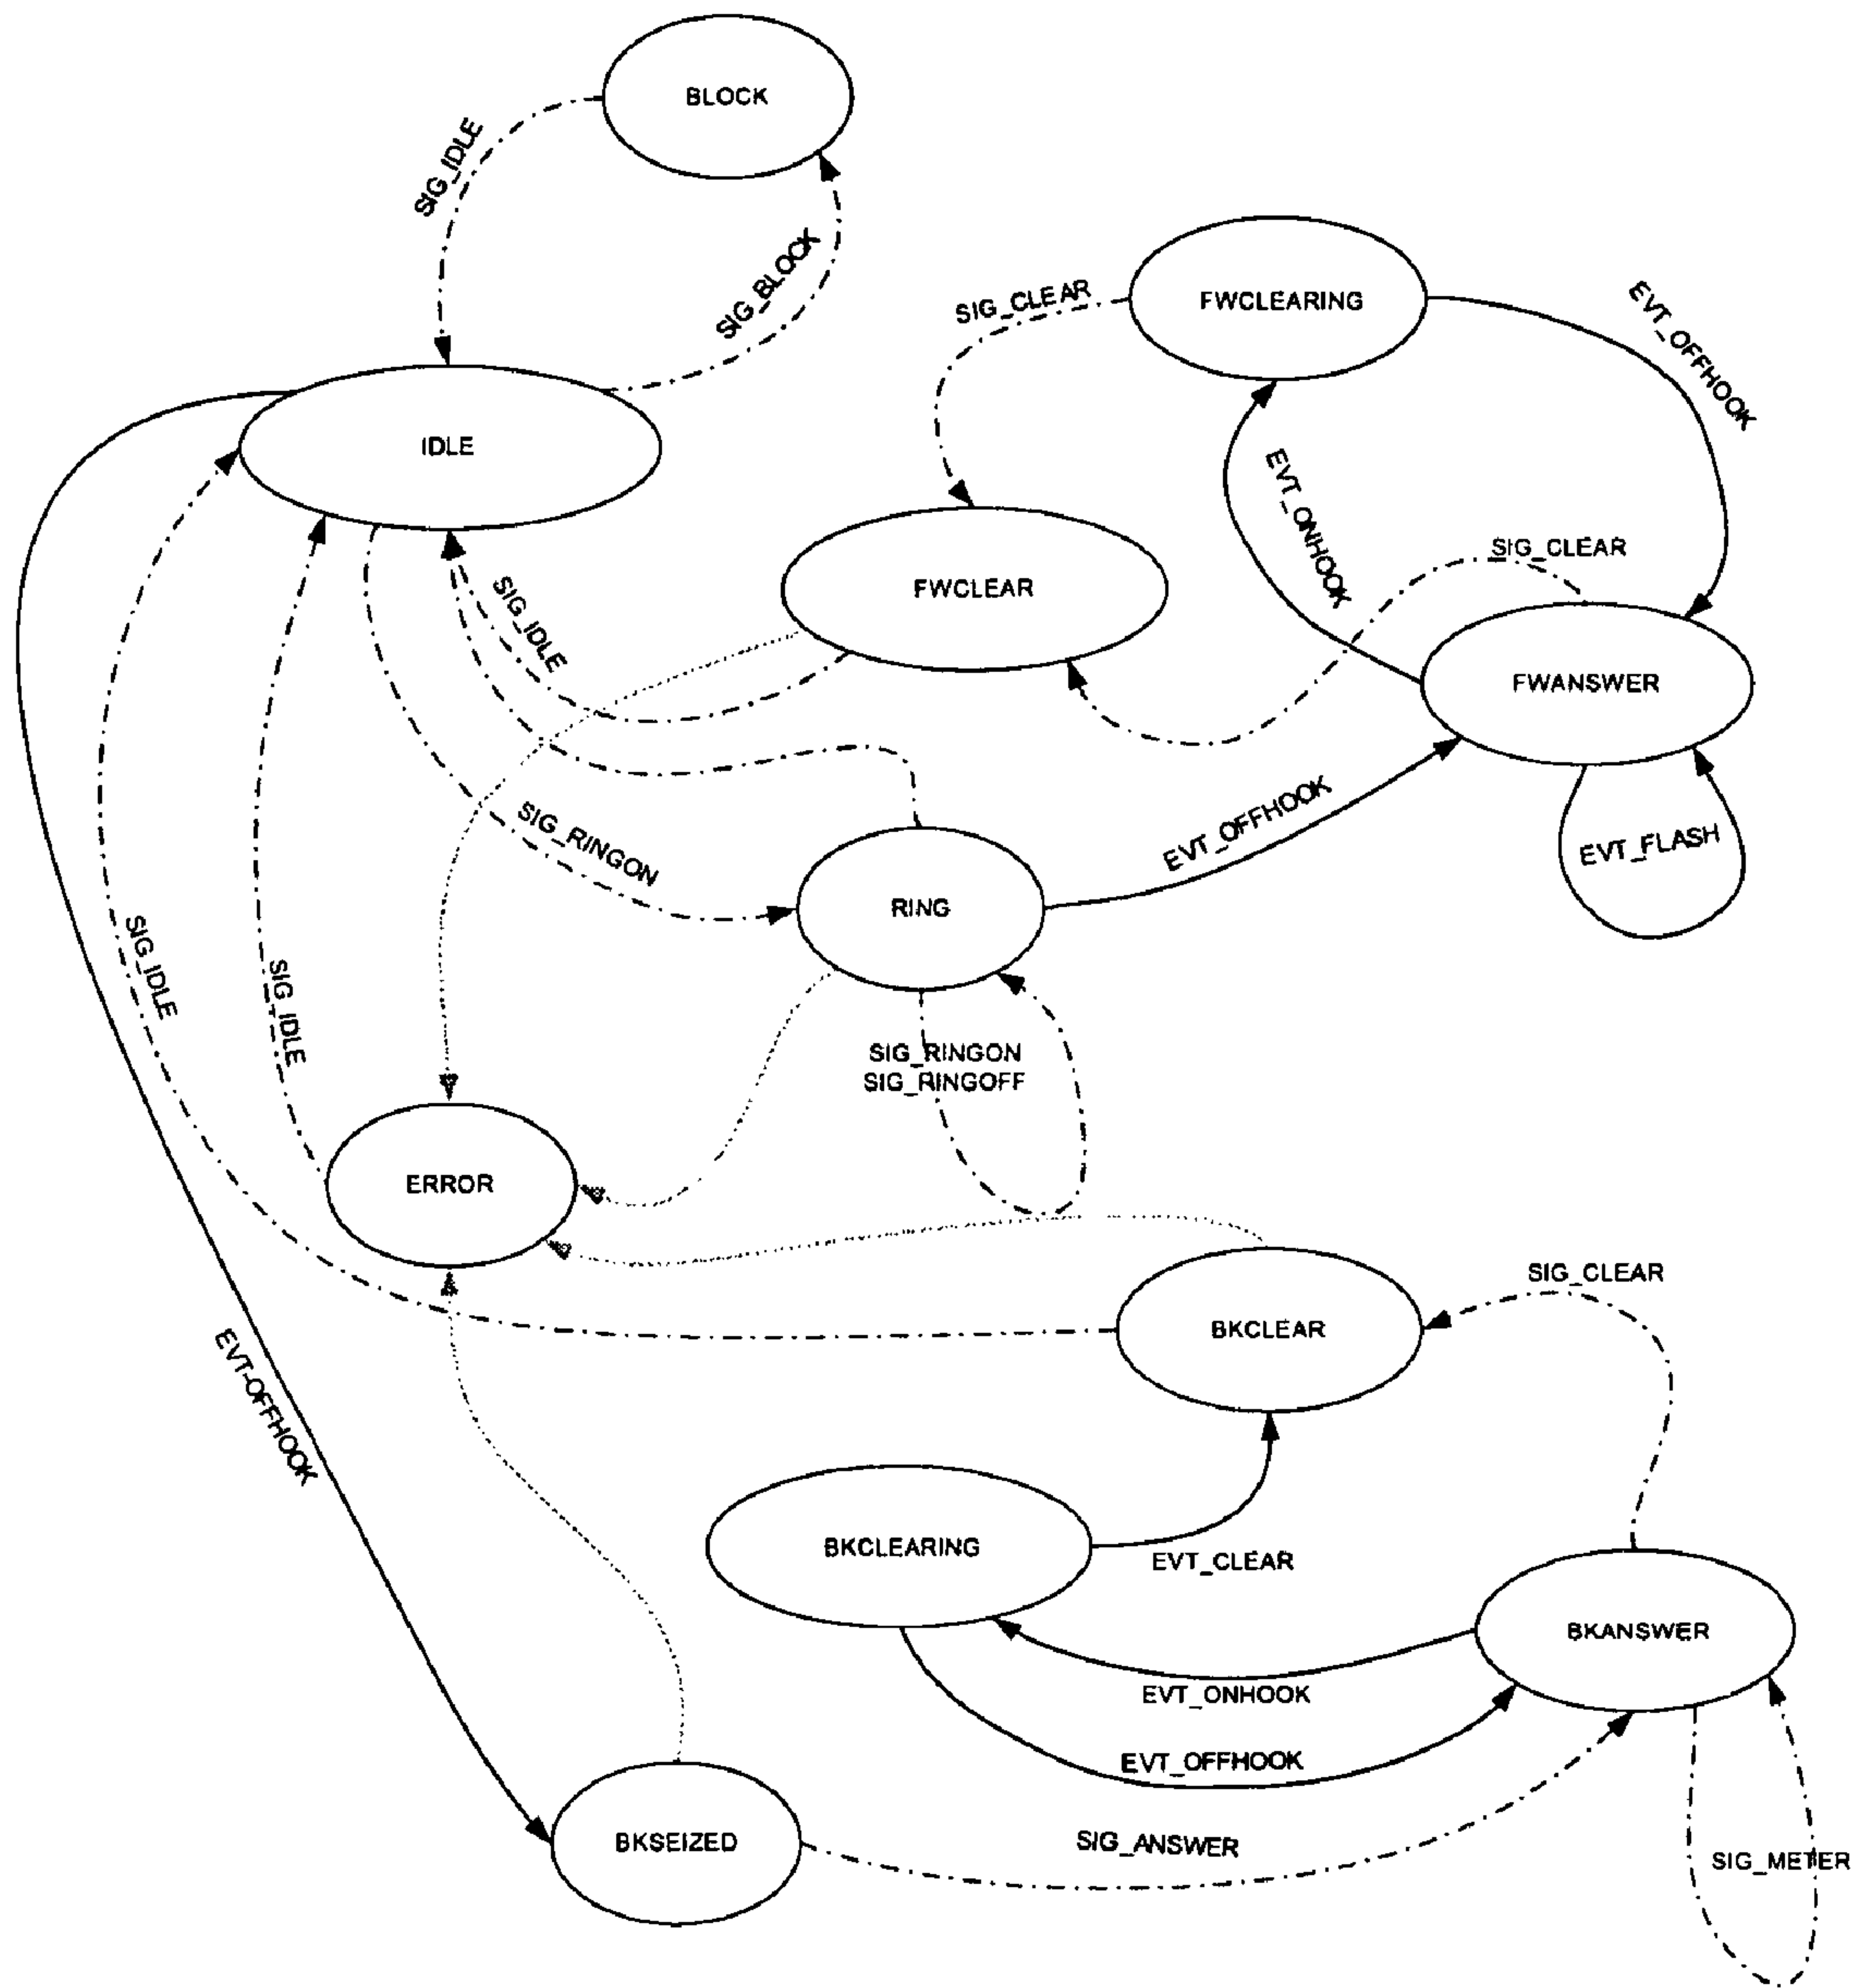 BLOCK
SIG_IDLE
SIG_BLOCK
FWCLEARING
SIG_CLEAR
EVT_OFFHOOK
IDLE
EVT_ONHOOK
SIG_CLEAR
FWCLEAR
SIG_IDLE
FWANSWER
SIG_RINGON
EVT_OFFHOOK
EVT_FLASH
RING
SIG_IDLE
SIG_IDLE
SIG_RINGON
SIG_RINGOFF
ERROR
SIG_CLEAR
BKCLEAR
EVT-OFFHOOK
BKCLEARING
EVT_CLEAR
BKANSWER
EVT_ONHOOK
EVT_OFFHOOK
BKSEIZED
SIG_ANSWER
SIG_METER